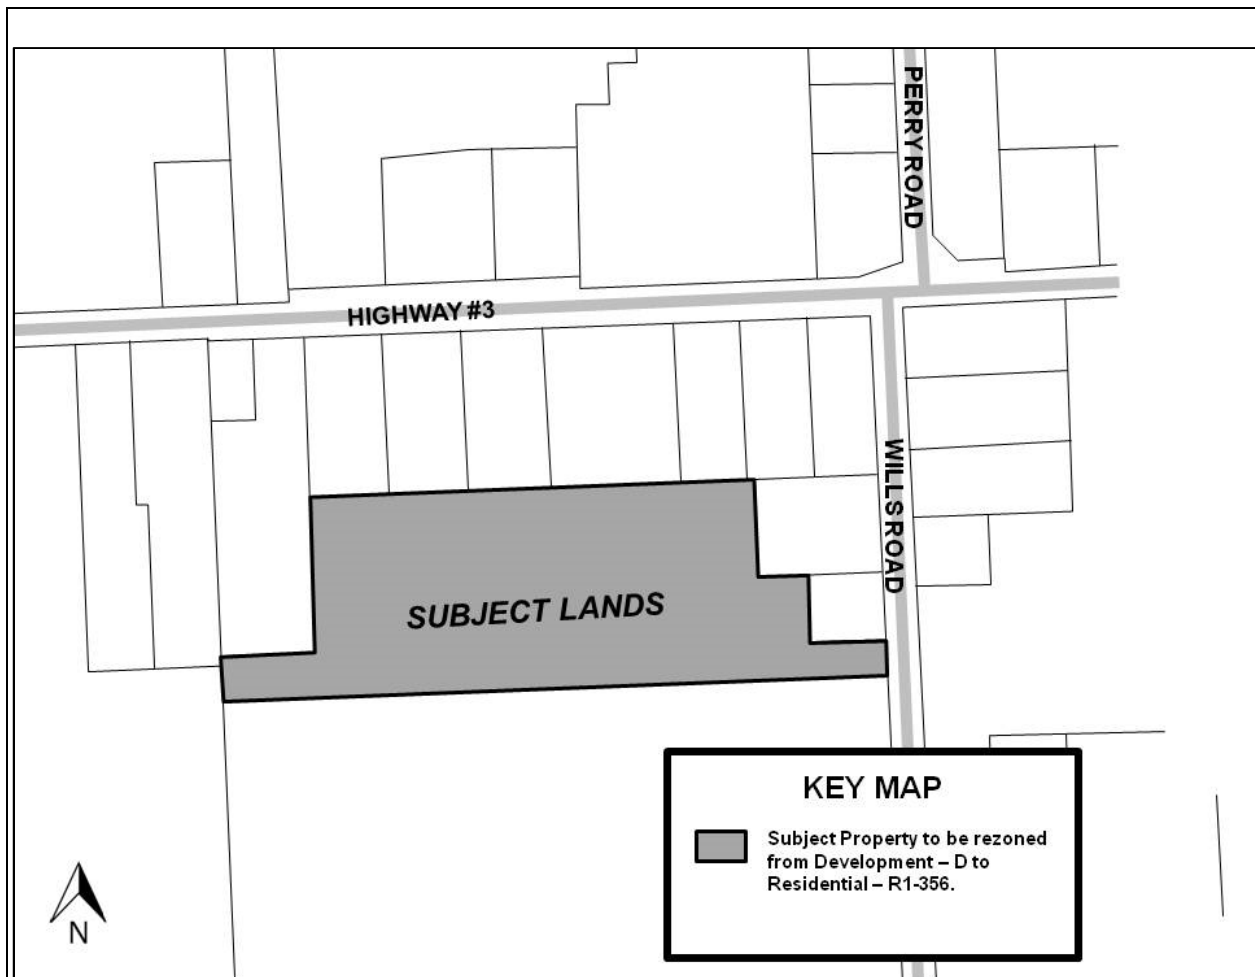 PERRY ROAD
HIGHWAY #3
WILLS ROAD
SUBJECT LANDS
KEY MAP
Subject Property to be rezoned
from Development – D to
Residential – R1-356.
N